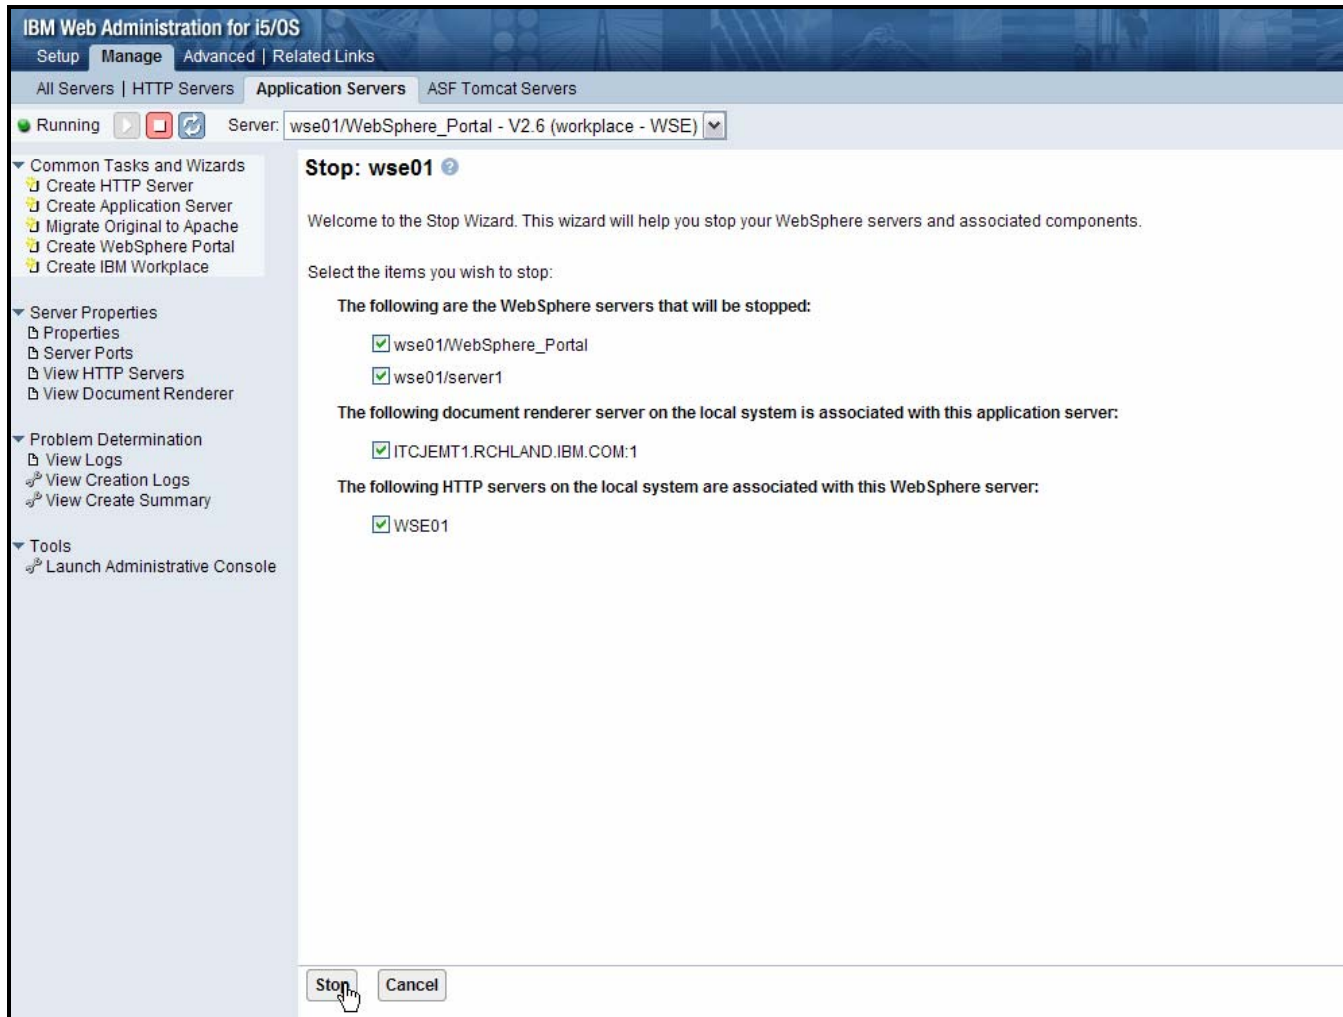 IBM Web Administration for i5/OS
Setup Manage Advanced | Related Links
All Servers | HTTP Servers Application Servers ASF Tomcat Servers
Running Server: wse01/WebSphere_Portal - V2.6 (workplace - WSE)
Common Tasks and Wizards
Create HTTP Server
Create Application Server
Migrate Original to Apache
Create WebSphere Portal
Create IBM Workplace
Server Properties
Properties
Server Ports
View HTTP Servers
View Document Renderer
Problem Determination
View Logs
View Creation Logs
View Create Summary
Tools
Launch Administrative Console
Stop: wse01 ?
Welcome to the Stop Wizard. This wizard will help you stop your WebSphere servers and associated components.
Select the items you wish to stop:
The following are the WebSphere servers that will be stopped:
wse01/WebSphere_Portal
wse01/server1
The following document renderer server on the local system is associated with this application server:
ITCJEMT1.RCHLAND.IBM.COM:1
The following HTTP servers on the local system are associated with this WebSphere server:
WSE01
Stop Cancel